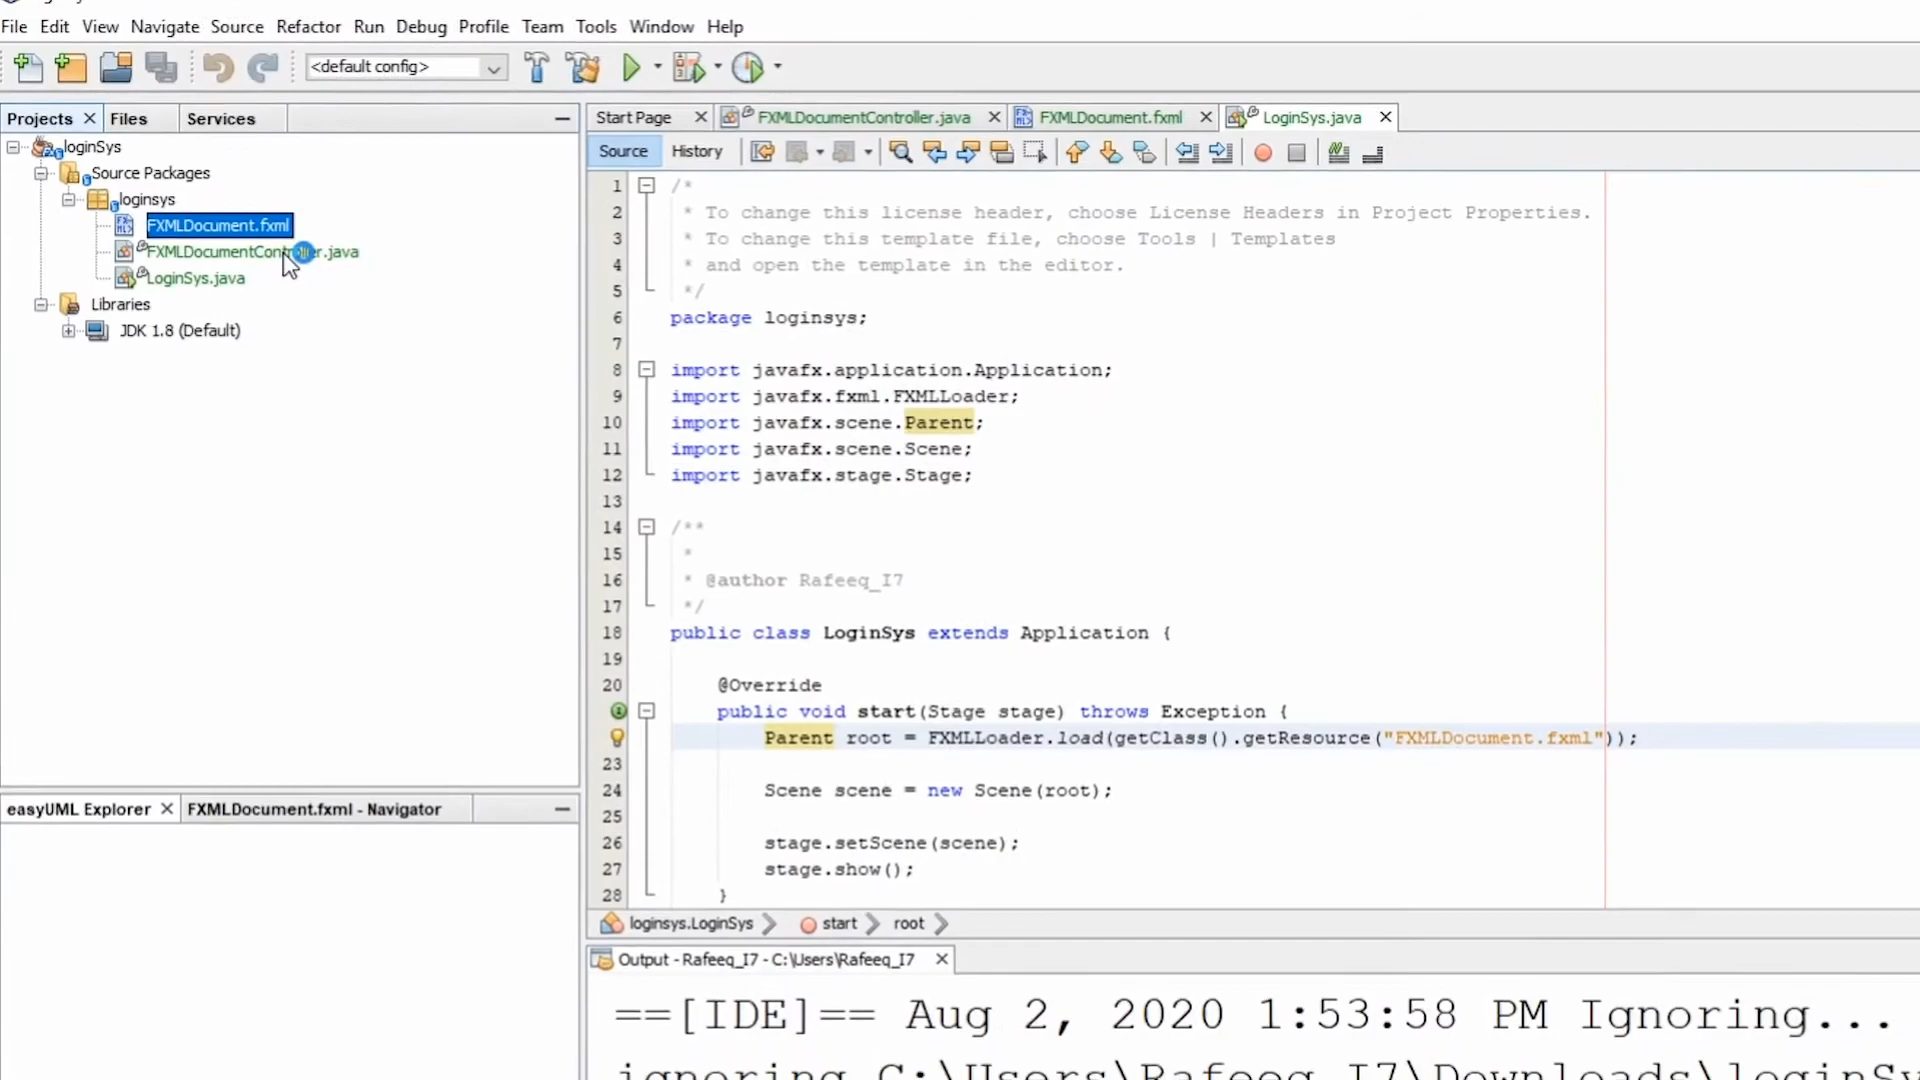 File Edit View Navigate Source Refactor Run Debug Profile Team Tools Window Help
<default config>
Projects Files Services
loginSys
Source Packages
loginsys
FXMLDocument.fxml
FXMLDocumentController.java
LoginSys.java
Libraries
JDK 1.8 (Default)
easyUML Explorer FXMLDocument.fxml - Navigator
Start Page FXMLDocumentController.java FXMLDocument.fxml LoginSys.java
Source History
1 /*
2 * To change this license header, choose License Headers in Project Properties.
3 * To change this template file, choose Tools | Templates
4 * and open the template in the editor.
5 */
6 package loginsys;
7
8 import javafx.application.Application;
9 import javafx.fxml.FXMLLoader;
10 import javafx.scene.Parent;
11 import javafx.scene.Scene;
12 import javafx.stage.Stage;
13
14 /**
15 *
16 * @author Rafeeq_I7
17 */
18 public class LoginSys extends Application {
19
20 @Override
public void start(Stage stage) throws Exception {
Parent root = FXMLLoader.load(getClass().getResource("FXMLDocument.fxml"));
23
24 Scene scene = new Scene(root);
25
26 stage.setScene(scene);
27 stage.show();
28 }
loginsys.LoginSys start root
Output - Rafeeq_I7 - C:\Users\Rafeeq_I7
==[IDE]== Aug 2, 2020 1:53:58 PM Ignoring...
ignoring C:\Users\Rafeeq_I7\Downloads\loginSy